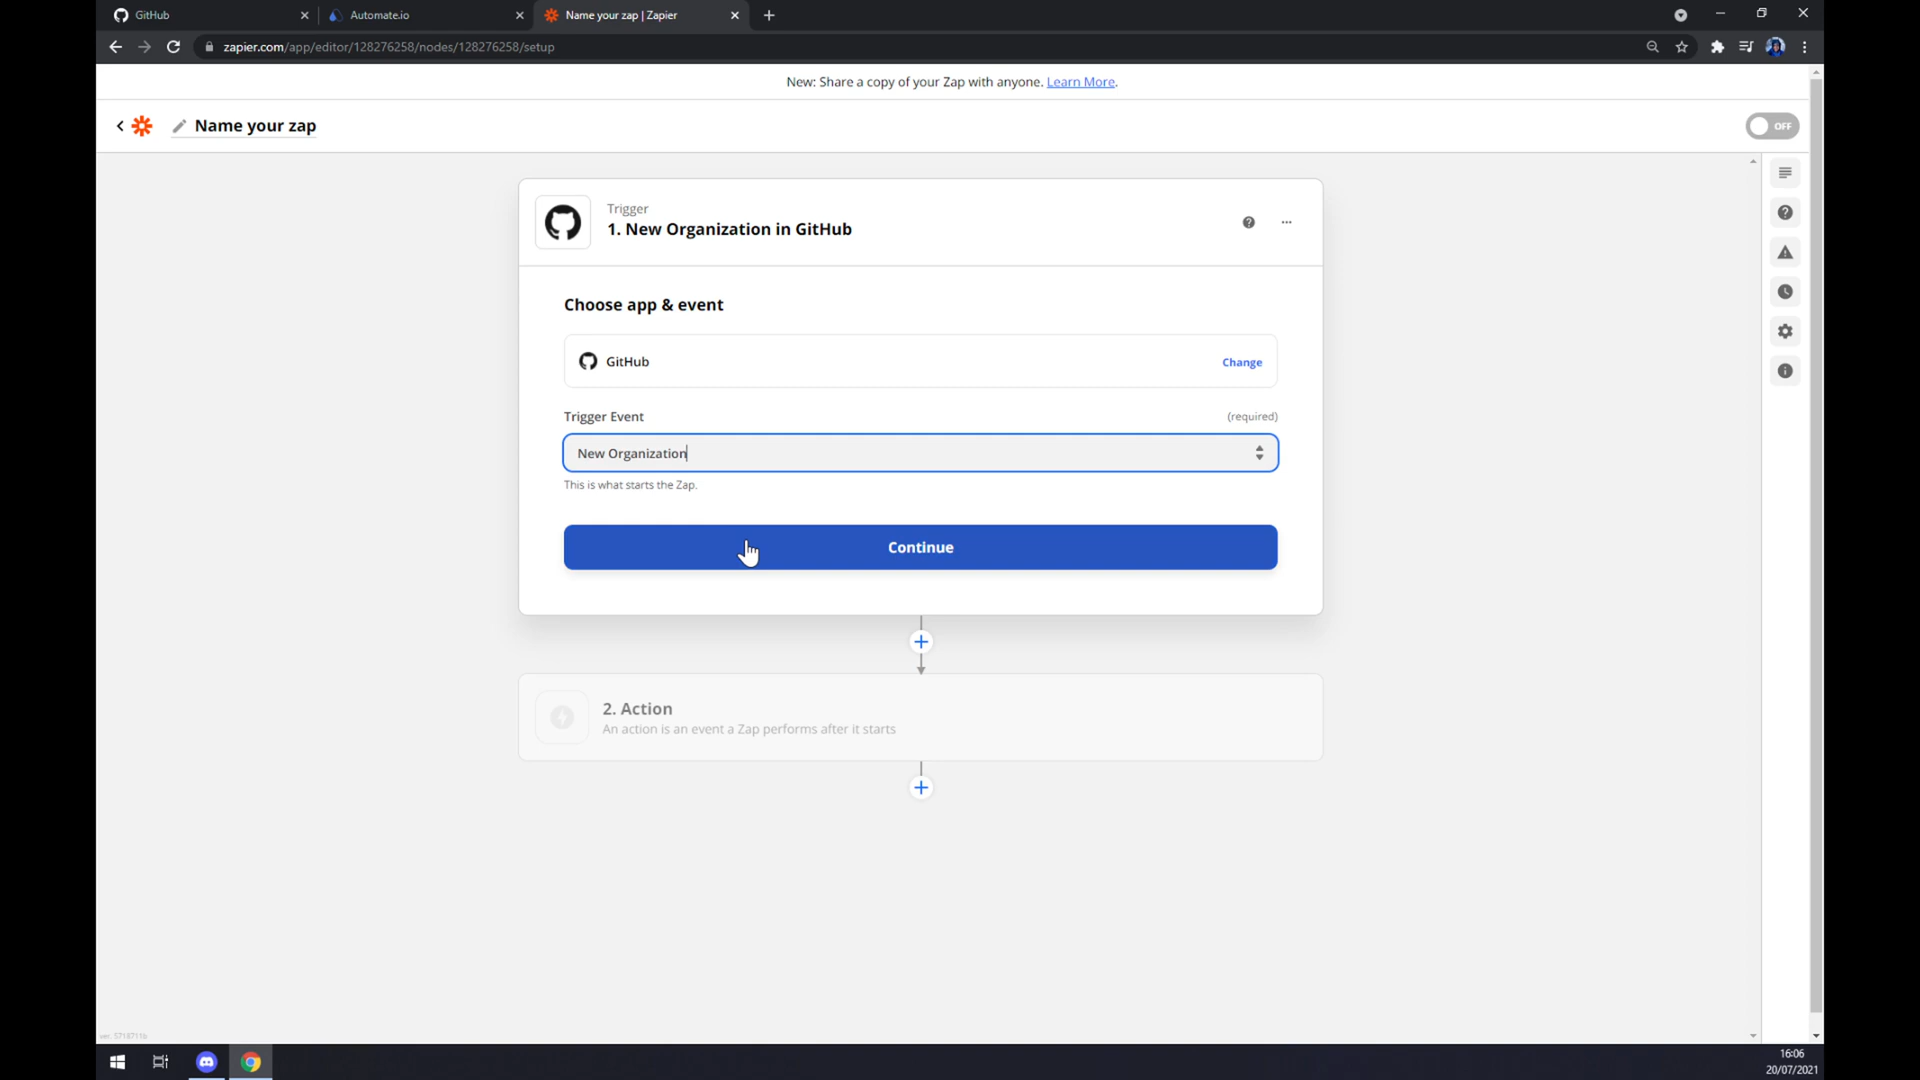 GitHub
Automate.io
Name your zap | Zapier
zapier.com/app/editor/128276258/nodes/128276258/setup
New: Share a copy of your Zap with anyone. Learn More.
Name your zap
OFF
Trigger
1. New Organization in GitHub
Choose app & event
GitHub
Change
Trigger Event
(required)
New Organization
This is what starts the Zap.
Continue
2. Action
An action is an event a Zap performs after it starts
ver. 5718711b
16:06
20/07/2021